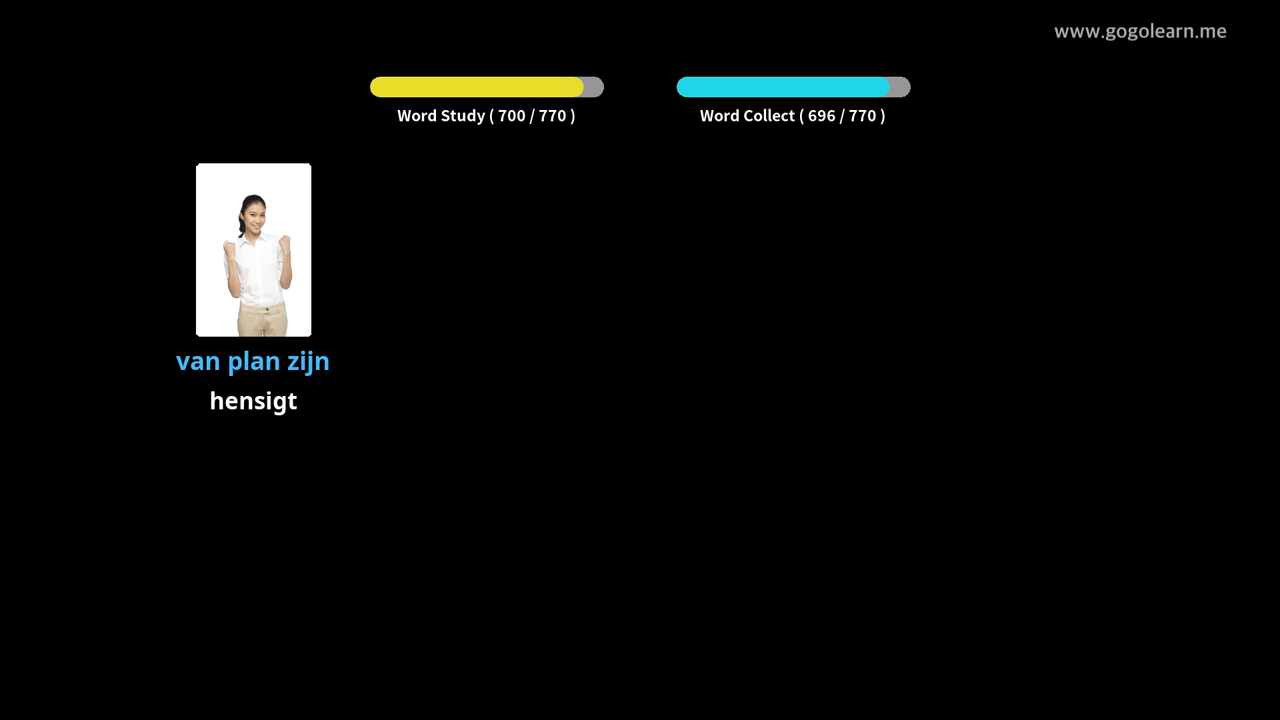 www.gogolearn.me
Word Study ( 700 / 770 )
Word Collect ( 696 / 770 )
van plan zijn
hensigt